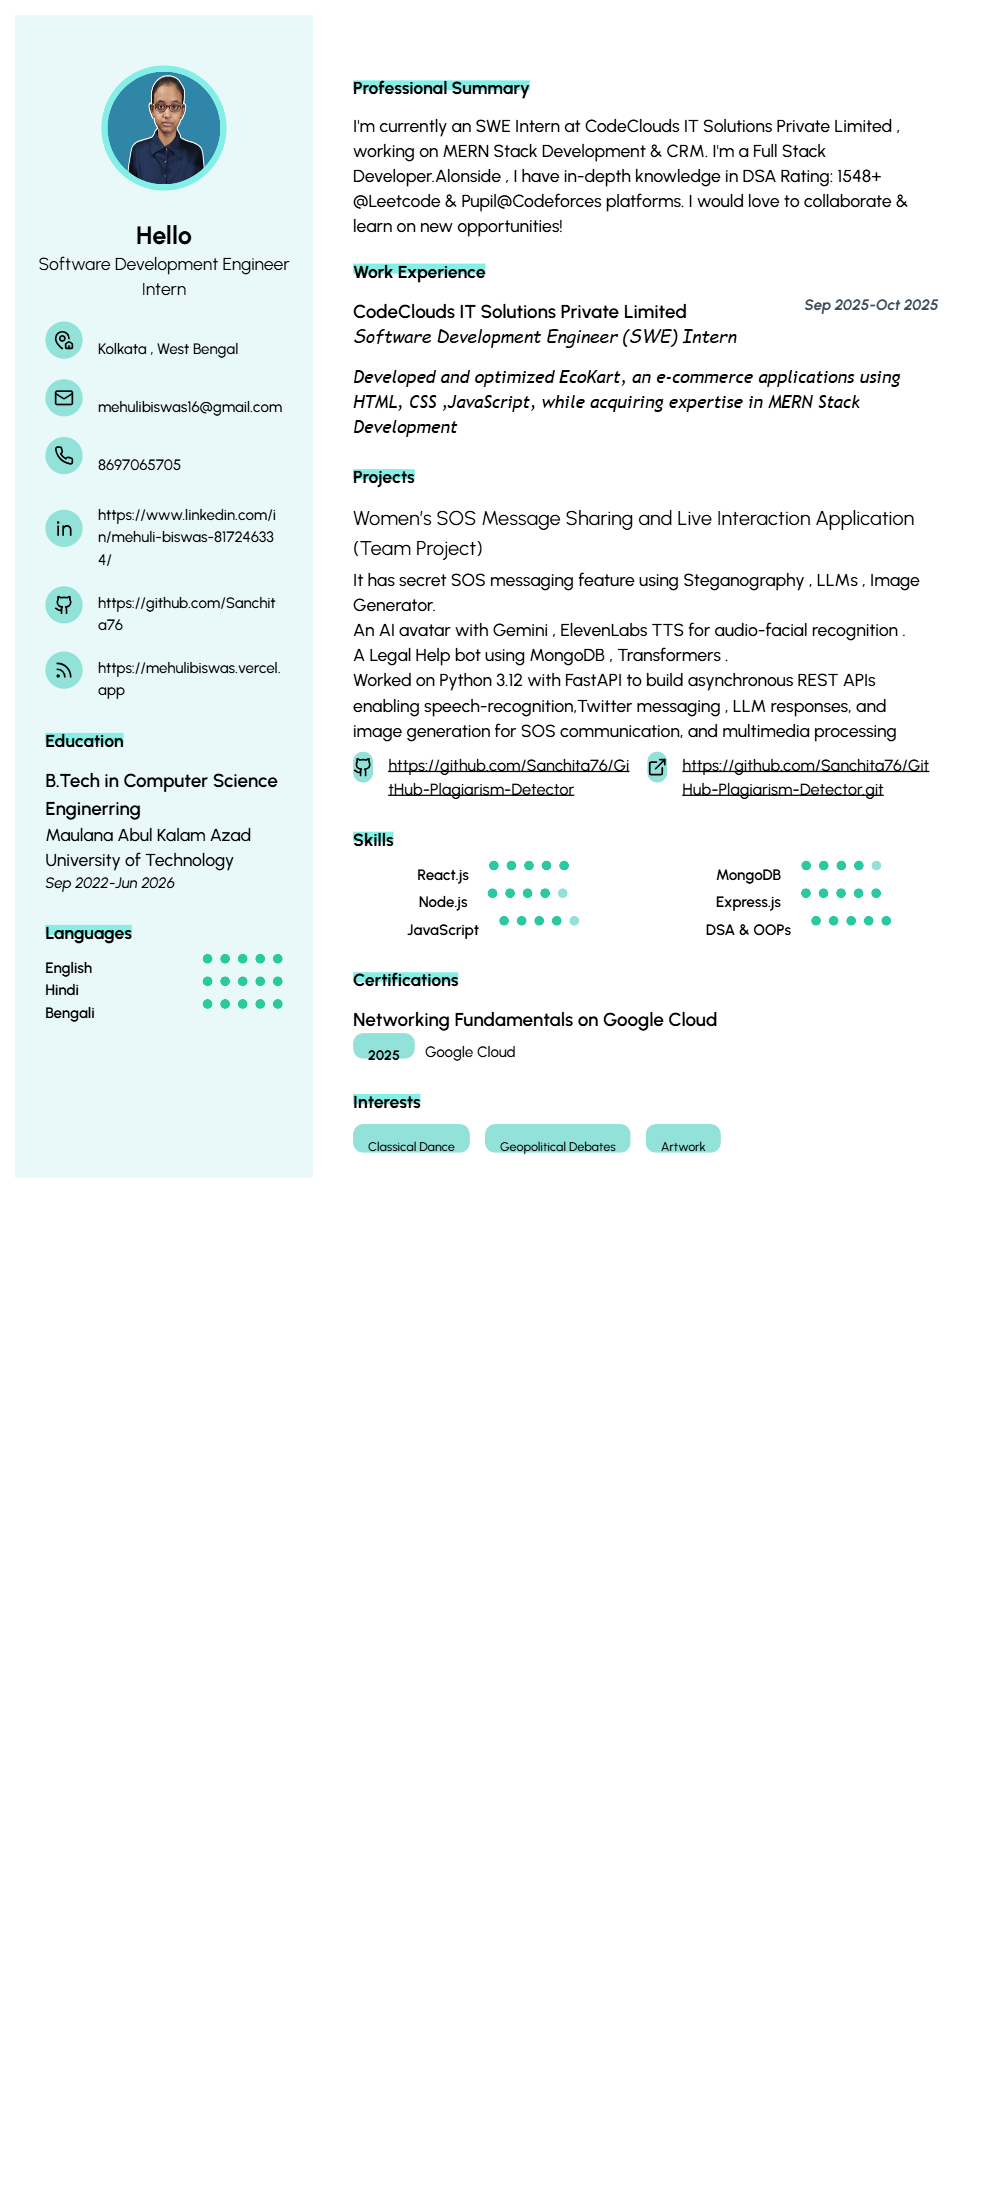 Hello
Software Development Engineer
Intern
Kolkata , West Bengal
mehulibiswas16@gmail.com
8697065705
https://www.linkedin.com/i
n/mehuli-biswas-81724633
4/
https://github.com/Sanchit
a76
https://mehulibiswas.vercel.
app
Education
B.Tech in Computer Science
Enginerring
Maulana Abul Kalam Azad
University of Technology
Sep 2022-Jun 2026
Languages
English
Hindi
Bengali
Professional Summary
I'm currently an SWE Intern at CodeClouds IT Solutions Private Limited ,
working on MERN Stack Development & CRM. I'm a Full Stack
Developer.Alonside , I have in-depth knowledge in DSA Rating: 1548+
@Leetcode & Pupil@Codeforces platforms. I would love to collaborate &
learn on new opportunities!
Work Experience
CodeClouds IT Solutions Private Limited
Sep 2025-Oct 2025
Software Development Engineer (SWE) Intern
Developed and optimized EcoKart, an e-commerce applications using
HTML, CSS ,JavaScript, while acquiring expertise in MERN Stack
Development
Projects
Women's SOS Message Sharing and Live Interaction Application
(Team Project)
It has secret SOS messaging feature using Steganography , LLMs , Image
Generator.
An AI avatar with Gemini , ElevenLabs TTS for audio-facial recognition .
A Legal Help bot using MongoDB , Transformers .
Worked on Python 3.12 with FastAPI to build asynchronous REST APIs
enabling speech-recognition,Twitter messaging , LLM responses, and
image generation for SOS communication, and multimedia processing
https://github.com/Sanchita76/Gi
tHub-Plagiarism-Detector
https://github.com/Sanchita76/Git
Hub-Plagiarism-Detector.git
Skills
React.js
MongoDB
Node.js
Express.js
JavaScript
DSA & OOPs
Certifications
Networking Fundamentals on Google Cloud
2025 Google Cloud
Interests
Classical Dance Geopolitical Debates Artwork